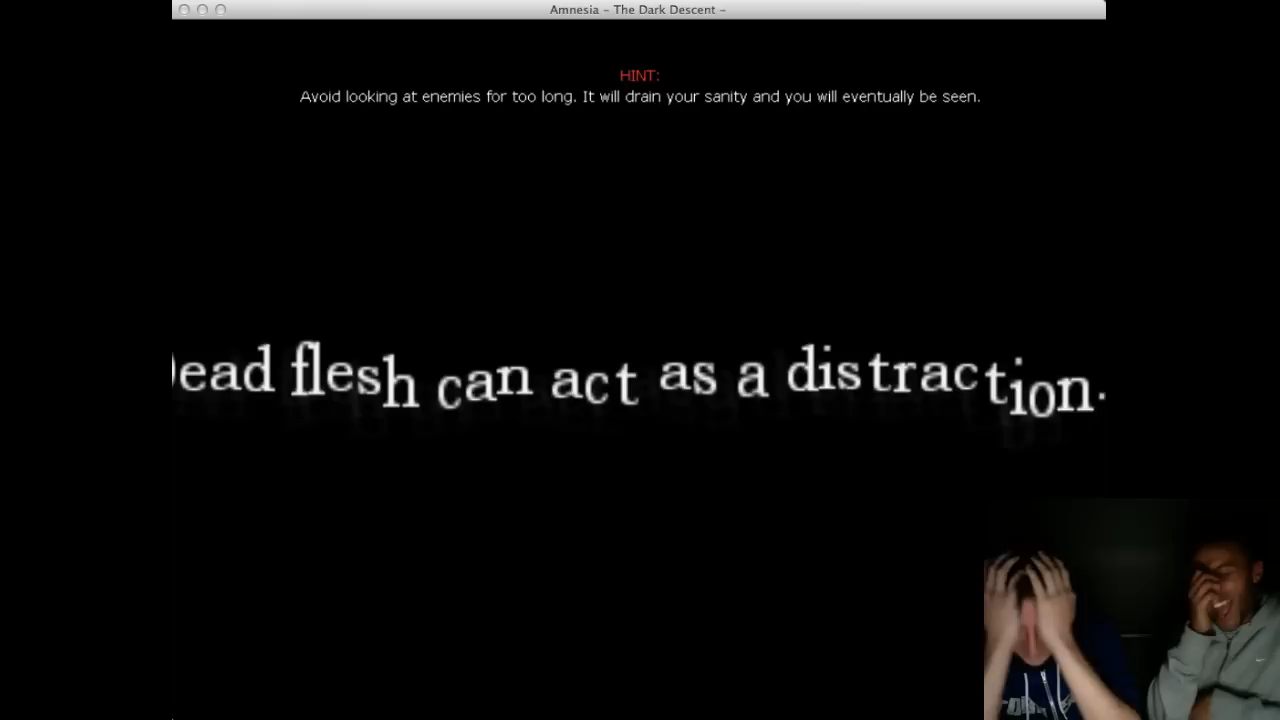 Amnesia – The Dark Descent –
HINT:
Avoid looking at enemies for too long. It will drain your sanity and you will eventually be seen.
Dead flesh can act as a distraction.